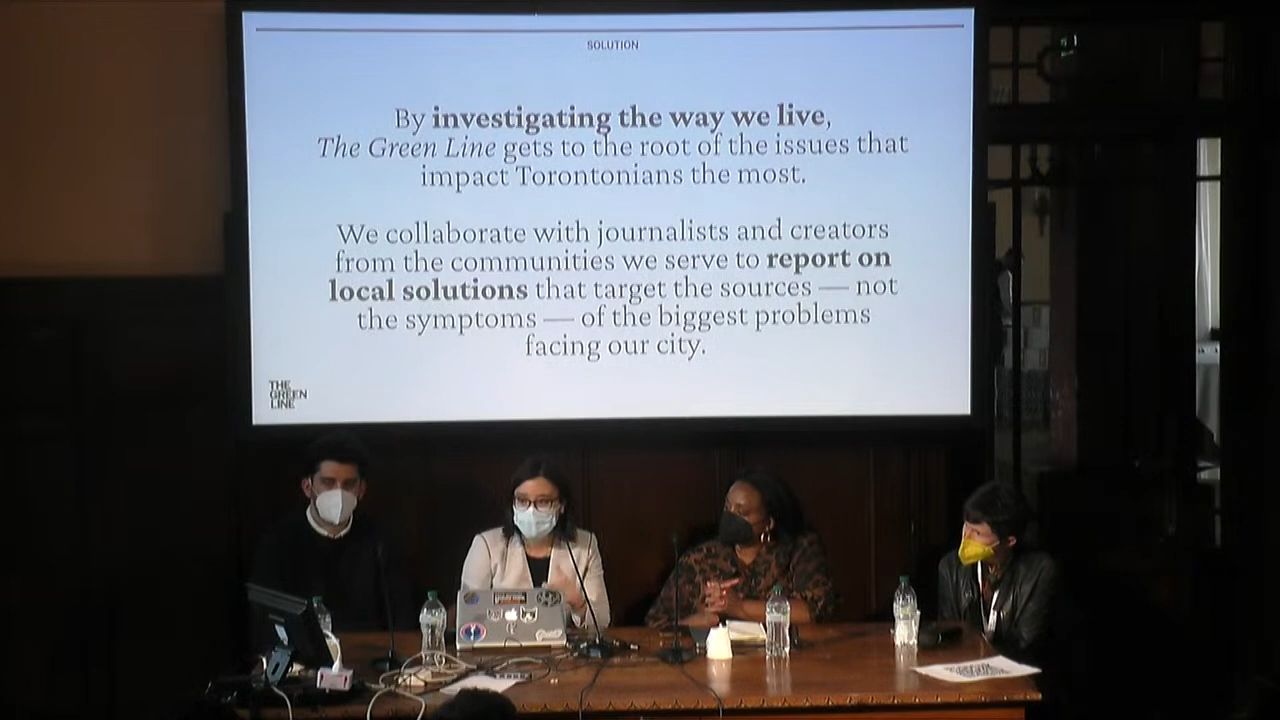 SOLUTION
By investigating the way we live,
The Green Line gets to the root of the issues that
impact Torontonians the most.
We collaborate with journalists and creators
from the communities we serve to report on
local solutions that target the sources — not
the symptoms — of the biggest problems
facing our city.
THE
GREEN
LINE